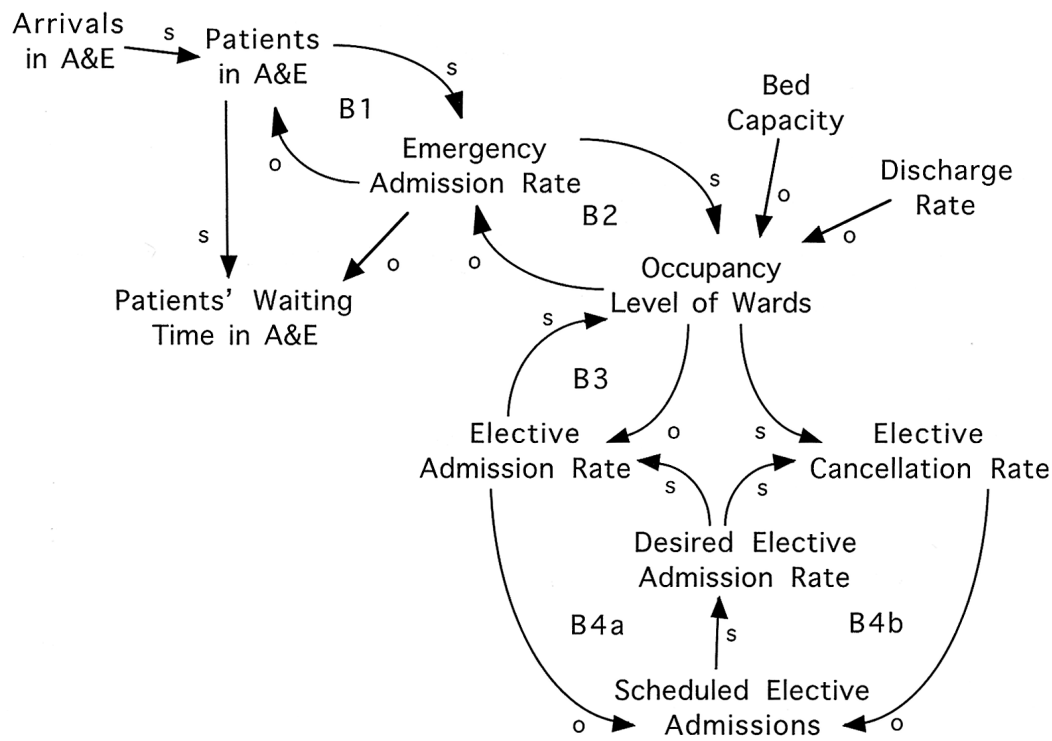 Arrivals
in A&E
s
Patients
in A&E
s
B1
o
Emergency
Admission Rate
s
Bed
Capacity
o
Discharge
Rate
o
B2
s
o
o
Occupancy
Level of Wards
Patients' Waiting
Time in A&E
s
B3
o
s
Elective
Admission Rate
Elective
Cancellation Rate
s
s
Desired Elective
Admission Rate
B4a
B4b
s
Scheduled Elective
Admissions
o
o